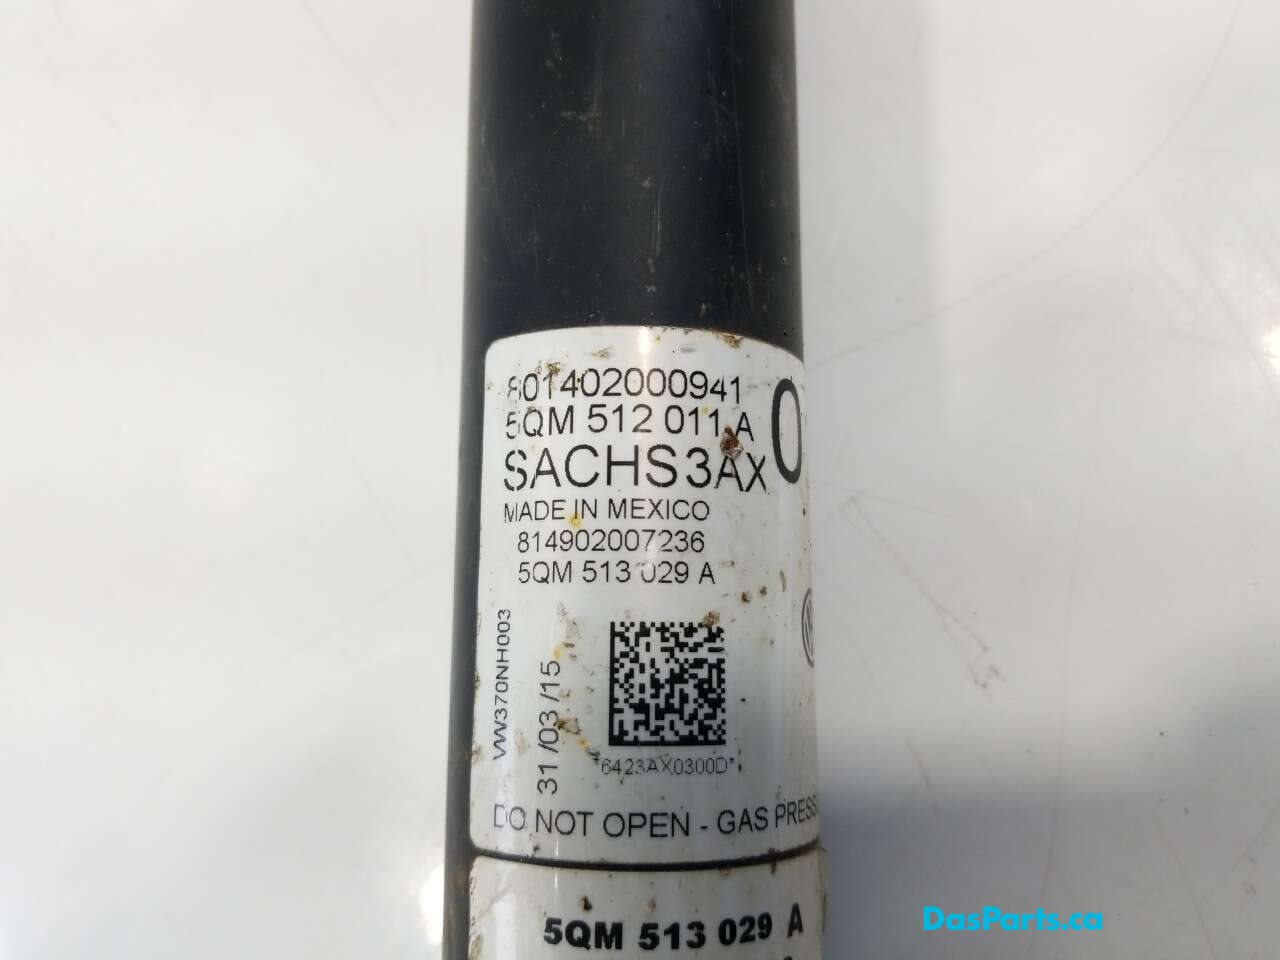 801402000941
5QM 512 011 A
0
SACHS3AX
MADE IN MEXICO
814902007236
5QM 513 029 A
VW370NH003
31/03/15
*6423AX0300D*
DO NOT OPEN - GAS
5QM 513 029 A
DasParts.ca